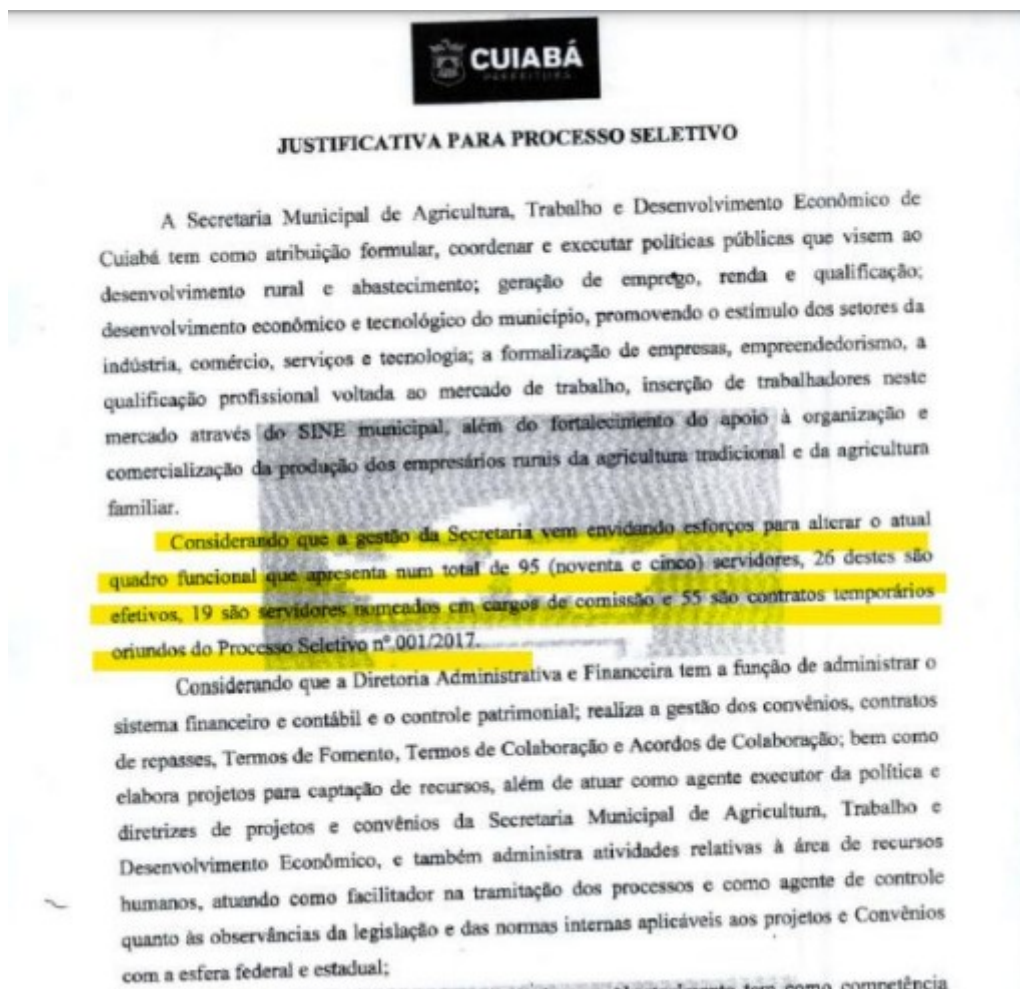 CUIABÁ
PREFEITURA
JUSTIFICATIVA PARA PROCESSO SELETIVO
A Secretaria Municipal de Agricultura, Trabalho e Desenvolvimento Econômico de
Cuiabá tem como atribuição formular, coordenar e executar políticas públicas que visem ao
desenvolvimento rural e abastecimento; geração de emprego, renda e qualificação;
desenvolvimento econômico e tecnológico do município, promovendo o estímulo dos setores da
indústria, comércio, serviços e tecnologia; a formalização de empresas, empreendedorismo, a
qualificação profissional voltada ao mercado de trabalho, inserção de trabalhadores neste
mercado através do SINE municipal, além do fortalecimento do apoio à organização e
comercialização da produção dos empresários rurais da agricultura tradicional e da agricultura
familiar.
Considerando que a gestão da Secretaria vem envidando esforços para alterar o atual
quadro funcional que apresenta num total de 95 (noventa e cinco) servidores, 26 destes são
efetivos, 19 são servidores nomeados em cargos de comissão e 55 são contratos temporários
oriundos do Processo Seletivo nº 001/2017.
Considerando que a Diretoria Administrativa e Financeira tem a função de administrar o
sistema financeiro e contábil e o controle patrimonial; realiza a gestão dos convênios, contratos
de repasses, Termos de Fomento, Termos de Colaboração e Acordos de Colaboração; bem como
elabora projetos para captação de recursos, além de atuar como agente executor da política e
diretrizes de projetos e convênios da Secretaria Municipal de Agricultura, Trabalho e
Desenvolvimento Econômico, e também administra atividades relativas à área de recursos
humanos, atuando como facilitador na tramitação dos processos e como agente de controle
quanto às observâncias da legislação e das normas internas aplicáveis aos projetos e Convênios
com a esfera federal e estadual;
tem como competência